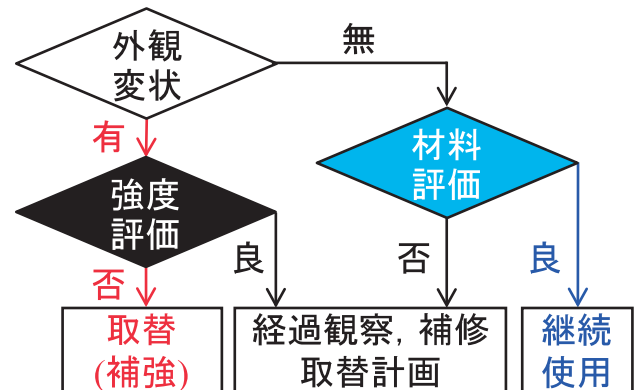 外観
変状
無
有
材料
評価
強度
評価
良
否
良
否
取替
(補強)
経過観察, 補修
取替計画
継続
使用